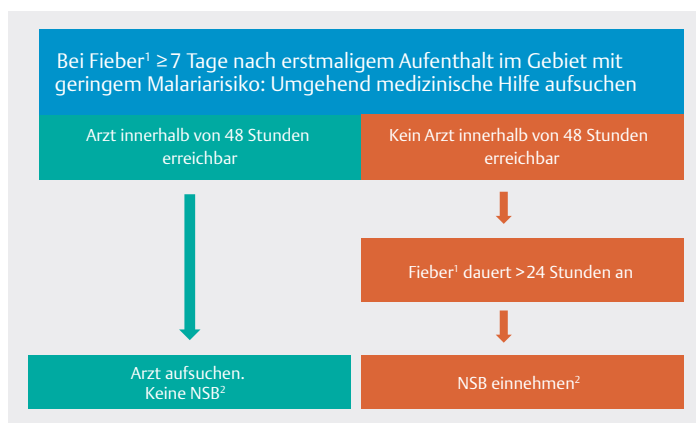 Bei Fieber¹ ≥7 Tage nach erstmaligem Aufenthalt im Gebiet mit
geringem Malariarisiko: Umgehend medizinische Hilfe aufsuchen
Arzt innerhalb von 48 Stunden
erreichbar
Kein Arzt innerhalb von 48 Stunden
erreichbar
Fieber¹ dauert >24 Stunden an
Arzt aufsuchen.
Keine NSB²
NSB einnehmen²